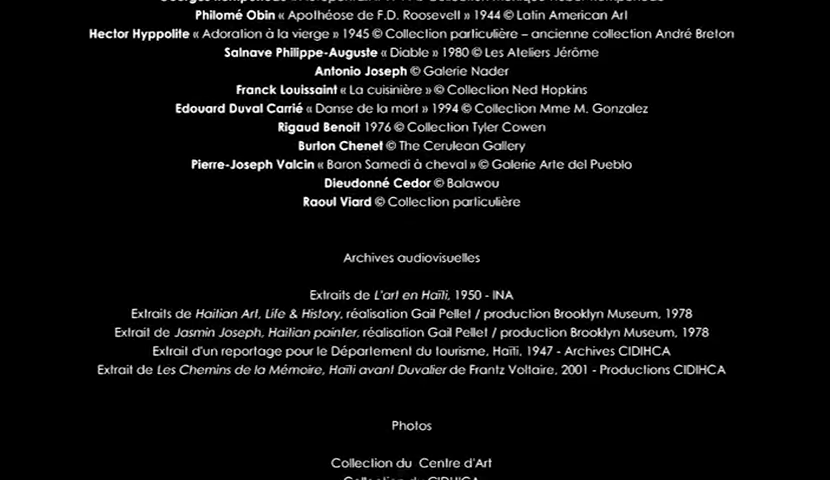 Philomé Obin « Apothéose de F.D. Roosevelt » 1944 © Latin American Art
Hector Hyppolite « Adoration à la vierge » 1945 © Collection particulière – ancienne collection André Breton
Salnave Philippe-Auguste « Diable » 1980 © Les Ateliers Jérôme
Antonio Joseph © Galerie Nader
Franck Louissaint « La cuisinière » © Collection Ned Hopkins
Edouard Duval Carrié « Danse de la mort » 1994 © Collection Mme M. Gonzalez
Rigaud Benoit 1976 © Collection Tyler Cowen
Burton Chenet © The Cerulean Gallery
Pierre-Joseph Valcin « Baron Samedi à cheval » © Galerie Arte del Pueblo
Dieudonné Cedor © Balawou
Raoul Viard © Collection particulière
Archives audiovisuelles
Extraits de L'art en Haïti, 1950 - INA
Extraits de Haitian Art, Life & History, réalisation Gail Pellet / production Brooklyn Museum, 1978
Extrait de Jasmin Joseph, Haitian painter, réalisation Gail Pellet / production Brooklyn Museum, 1978
Extrait d'un reportage pour le Département du tourisme, Haïti, 1947 - Archives CIDIHCA
Extrait de Les Chemins de la Mémoire, Haïti avant Duvalier de Frantz Voltaire, 2001 - Productions CIDIHCA
Photos
Collection du Centre d'Art
Collection du CIDIHCA